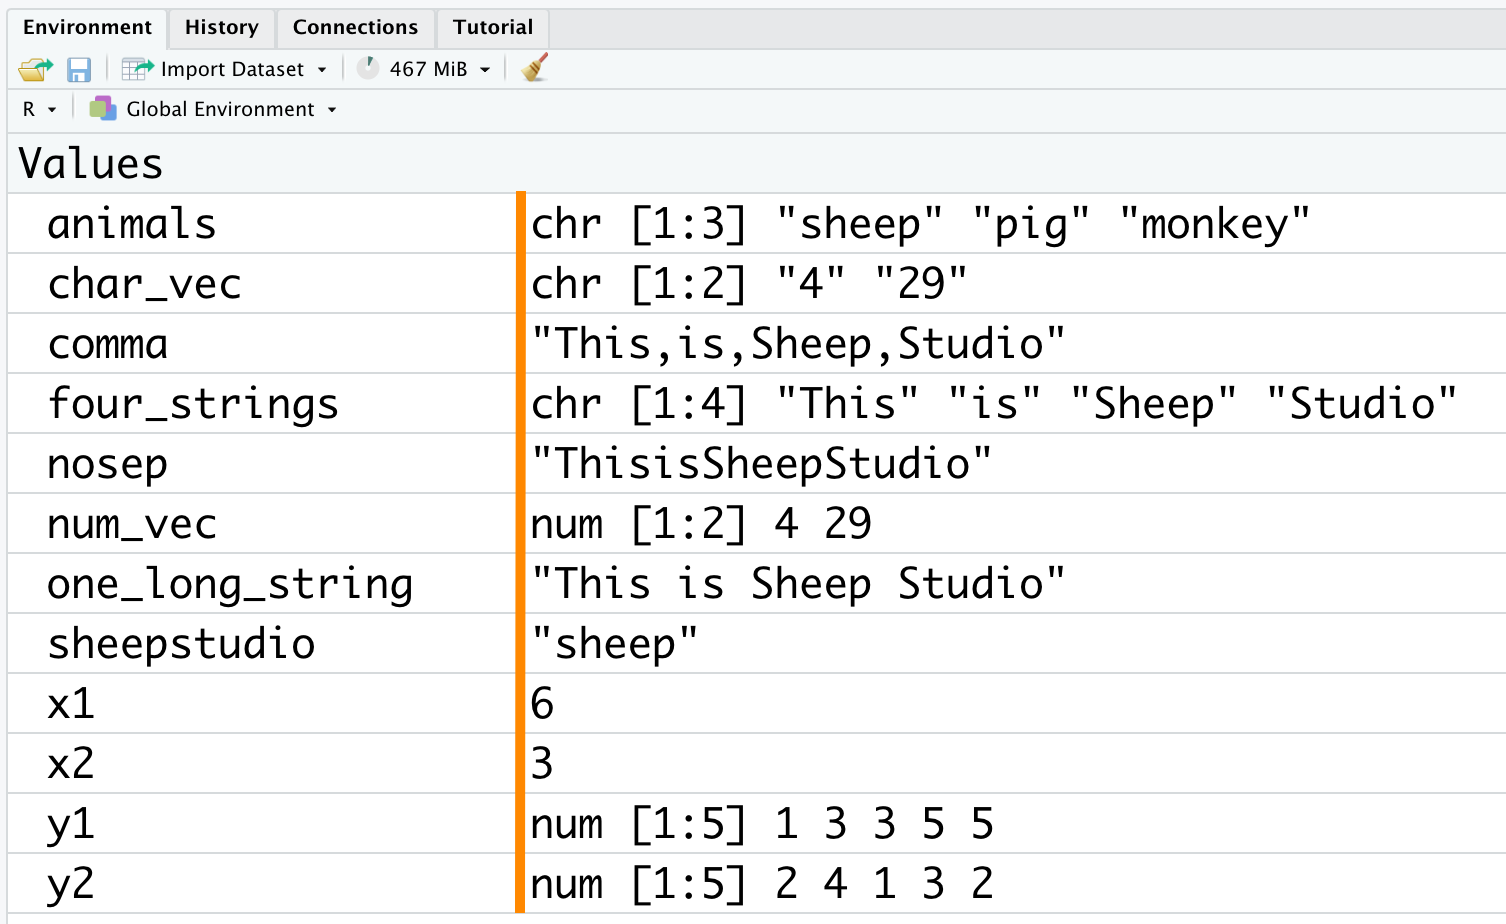 Environment History Connections Tutorial
Import Dataset 467 MiB
R Global Environment
Values
animals chr [1:3] "sheep" "pig" "monkey"
char_vec chr [1:2] "4" "29"
comma "This,is,Sheep,Studio"
four_strings chr [1:4] "This" "is" "Sheep" "Studio"
nosep "ThisisSheepStudio"
num_vec num [1:2] 4 29
one_long_string "This is Sheep Studio"
sheepstudio "sheep"
x1 6
x2 3
y1 num [1:5] 1 3 3 5 5
y2 num [1:5] 2 4 1 3 2